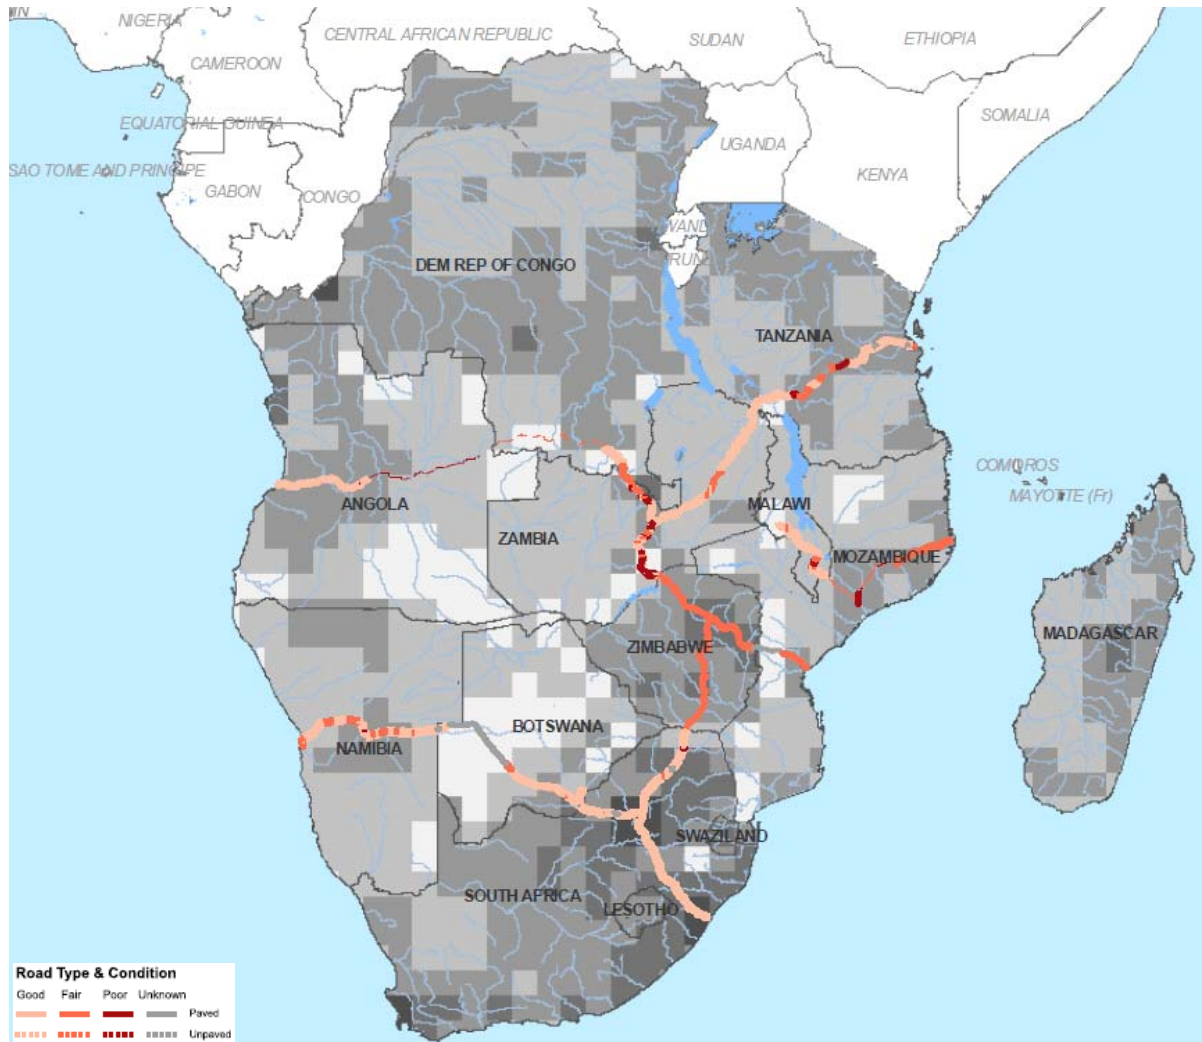 NIGERIA
CENTRAL AFRICAN REPUBLIC
SUDAN
ETHIOPIA
CAMEROON
SOMALIA
EQUATORIAL GUINEA
UGANDA
SAO TOME AND PRINCIPE
KENYA
GABON
CONGO
DEM REP OF CONGO
TANZANIA
COMOROS
MAYOTTE (Fr)
ANGOLA
MALAWI
ZAMBIA
MOZAMBIQUE
MADAGASCAR
ZIMBABWE
BOTSWANA
NAMIBIA
SWAZILAND
SOUTH AFRICA
LESOTHO
Road Type & Condition
Good Fair Poor Unknown
Paved
Unpaved